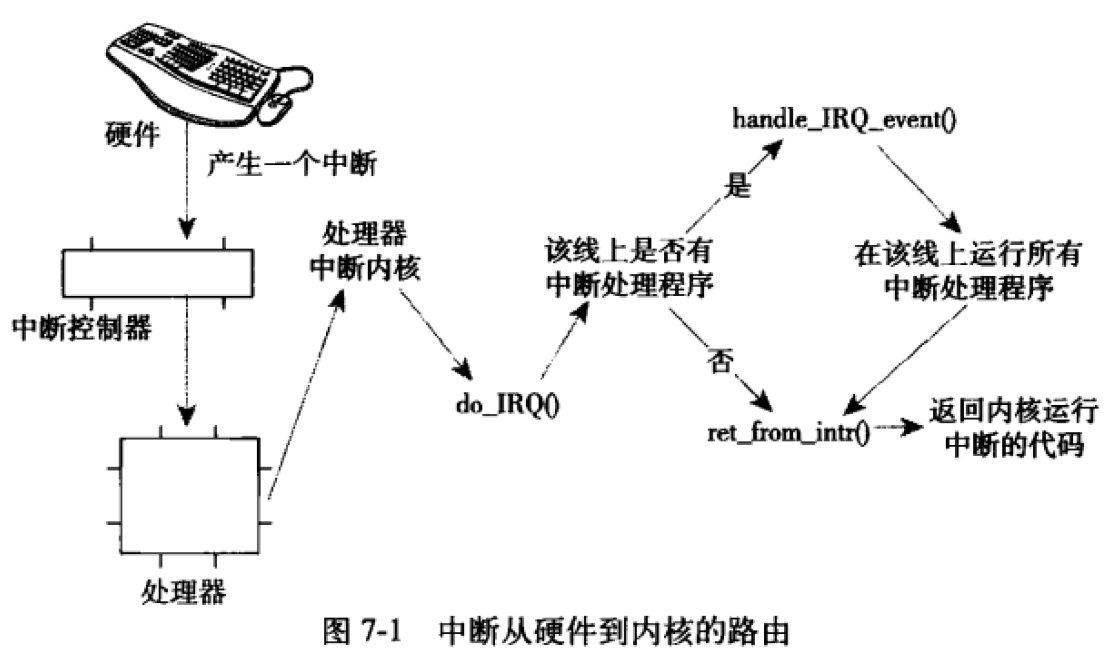 硬件
产生一个中断
中断控制器
处理器
处理器
中断内核
do_IRQ()
该线上是否有
中断处理程序
是
否
handle_IRQ_event()
在该线上运行所有
中断处理程序
ret_from_intr()
返回内核运行
中断的代码
图 7-1 中断从硬件到内核的路由